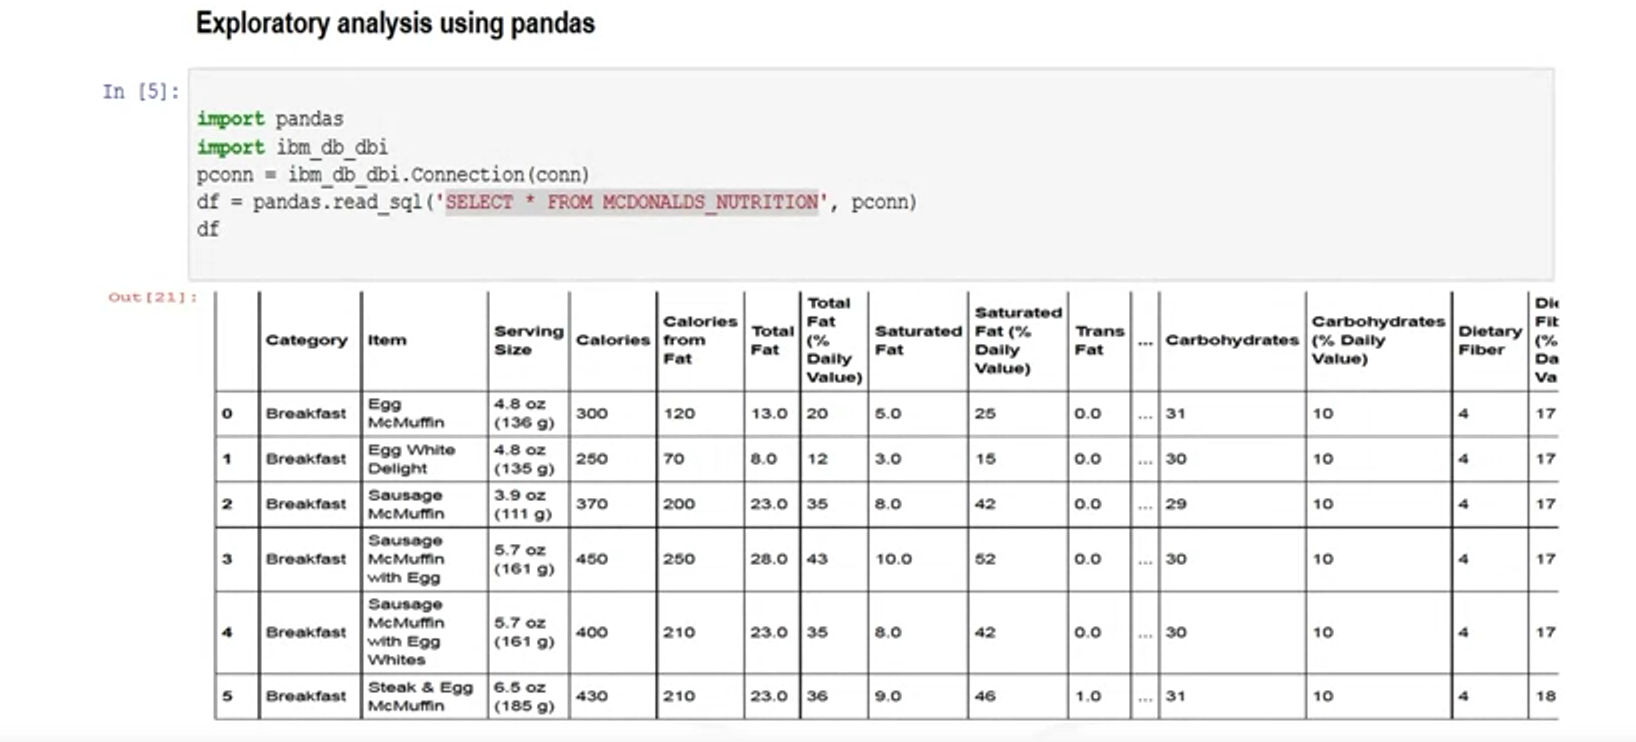 Exploratory analysis using pandas
In [5]:
import pandas
import ibm_db_dbi
pconn = ibm_db_dbi.Connection(conn)
df = pandas.read_sql('SELECT * FROM MCDONALDS_NUTRITION', pconn)
df
Out[21]:
Category Item Serving Size Calories Calories from Fat Total Fat Total Fat (% Daily Value) Saturated Fat Saturated Fat (% Daily Value) Trans Fat ... Carbohydrates Carbohydrates (% Daily Value) Dietary Fiber
0 Breakfast Egg McMuffin 4.8 oz (136 g) 300 120 13.0 20 5.0 25 0.0 ... 31 10 4 17
1 Breakfast Egg White Delight 4.8 oz (135 g) 250 70 8.0 12 3.0 15 0.0 ... 30 10 4 17
2 Breakfast Sausage McMuffin 3.9 oz (111 g) 370 200 23.0 35 8.0 42 0.0 ... 29 10 4 17
3 Breakfast Sausage McMuffin with Egg 5.7 oz (161 g) 450 250 28.0 43 10.0 52 0.0 ... 30 10 4 17
4 Breakfast Sausage McMuffin with Egg Whites 5.7 oz (161 g) 400 210 23.0 35 8.0 42 0.0 ... 30 10 4 17
5 Breakfast Steak & Egg McMuffin 6.5 oz (185 g) 430 210 23.0 36 9.0 46 1.0 ... 31 10 4 18